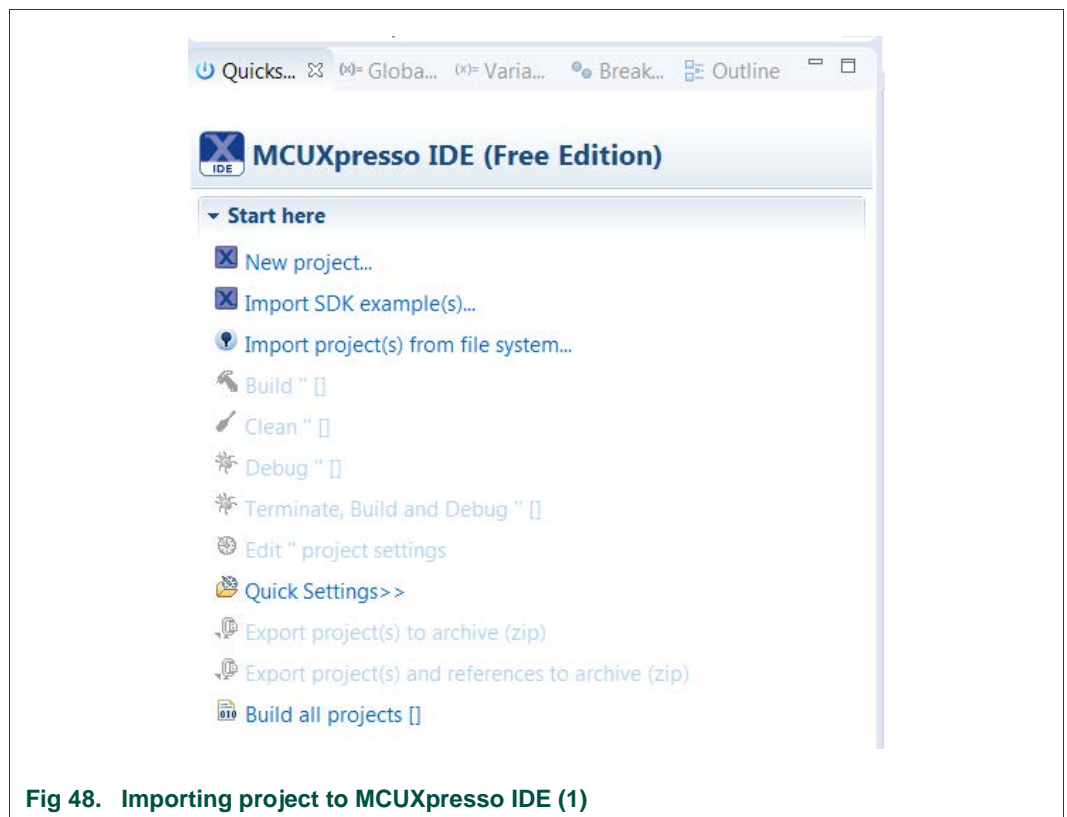 Quicks... (x)= Globa... (x)= Varia... Break... Outline
IDE MCUXpresso IDE (Free Edition)
Start here
New project...
Import SDK example(s)...
Import project(s) from file system...
Build '' []
Clean '' []
Debug '' []
Terminate, Build and Debug '' []
Edit '' project settings
Quick Settings>>
Export project(s) to archive (zip)
Export project(s) and references to archive (zip)
010 Build all projects []
Fig 48. Importing project to MCUXpresso IDE (1)